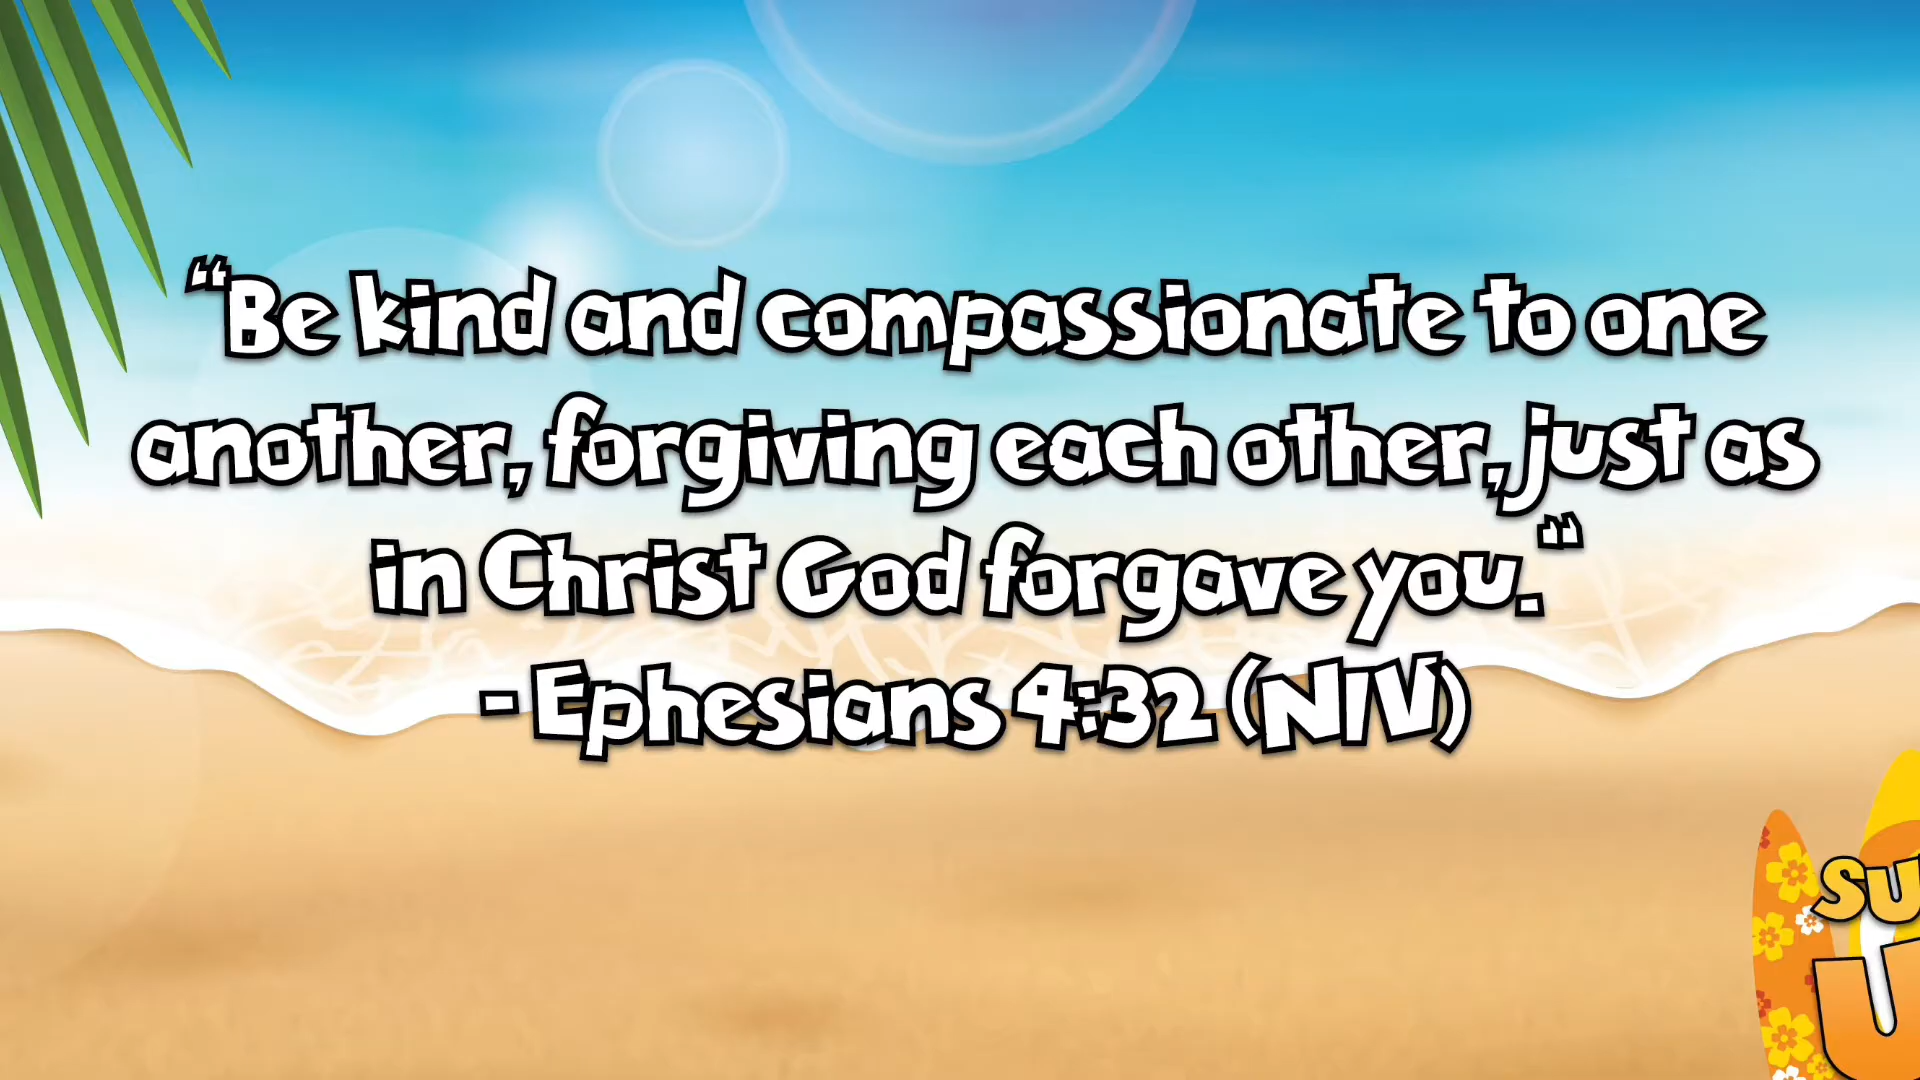 “Be kind and compassionate to one
another, forgiving each other, just as
in Christ God forgave you.“
- Ephesians 4:32 (NIV)